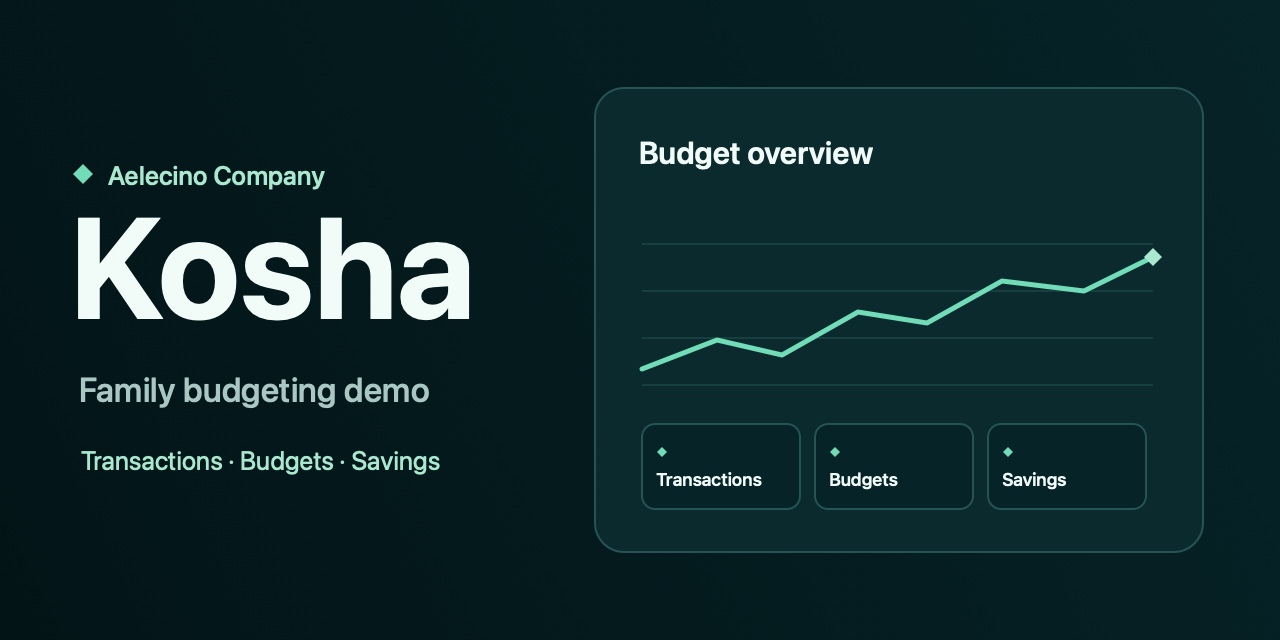 Aelecino Company
Kosha
Family budgeting demo
Transactions · Budgets · Savings
Budget overview
Transactions
Budgets
Savings